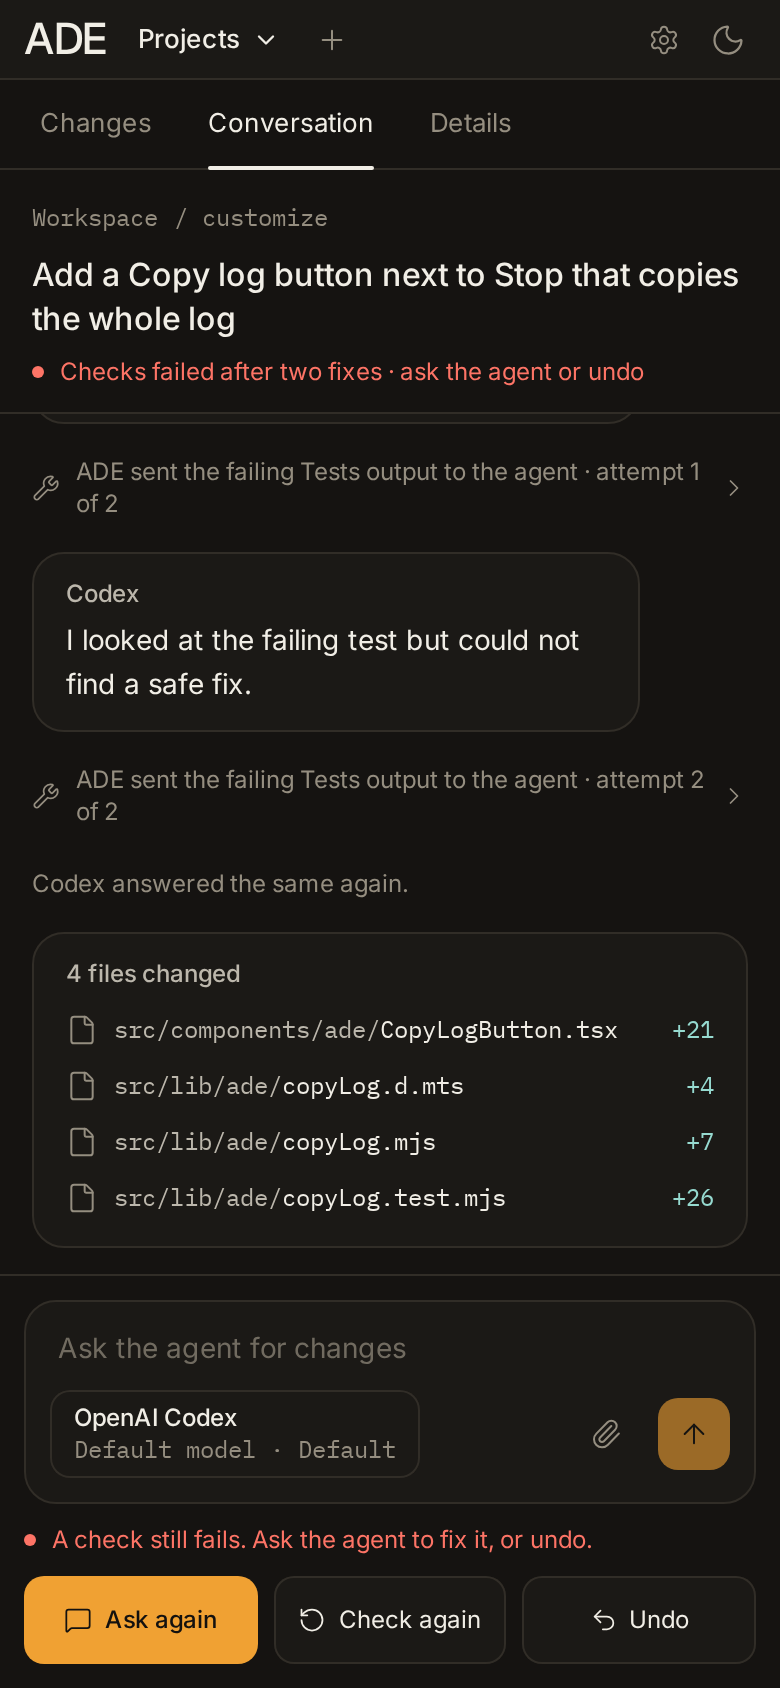 ADE Projects
Changes Conversation Details
Workspace / customize
Add a Copy log button next to Stop that copies
the whole log
Checks failed after two fixes · ask the agent or undo
ADE sent the failing Tests output to the agent · attempt 1
of 2
Codex
I looked at the failing test but could not
find a safe fix.
ADE sent the failing Tests output to the agent · attempt 2
of 2
Codex answered the same again.
4 files changed
src/components/ade/CopyLogButton.tsx +21
src/lib/ade/copyLog.d.mts +4
src/lib/ade/copyLog.mjs +7
src/lib/ade/copyLog.test.mjs +26
Ask the agent for changes
OpenAI Codex
Default model · Default
A check still fails. Ask the agent to fix it, or undo.
Ask again Check again Undo